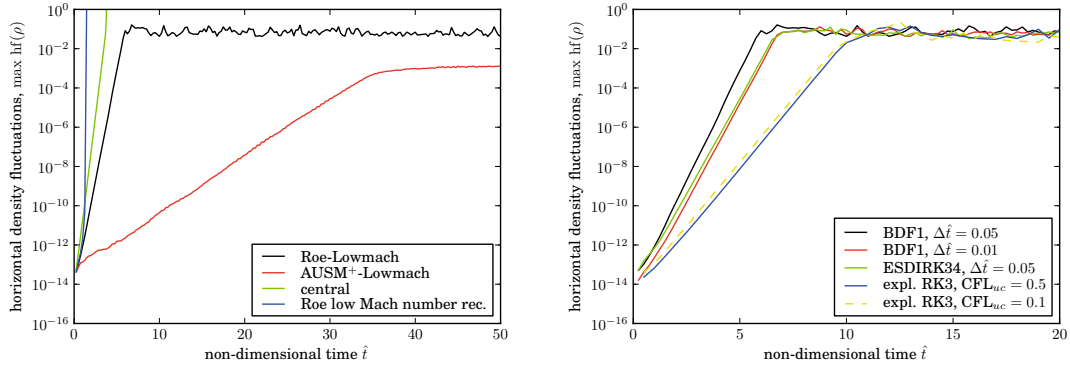 horizontal density fluctuations, max hf(ρ)
10^2
10^0
10^−2
10^−4
10^−6
10^−8
10^−10
10^−12
10^−14
10^−16
0 10 20 30 40 50
non-dimensional time t̂
Roe-Lowmach
AUSM⁺-Lowmach
central
Roe low Mach number rec.
horizontal density fluctuations, max hf(ρ)
10^0
10^−2
10^−4
10^−6
10^−8
10^−10
10^−12
10^−14
10^−16
0 5 10 15 20
non-dimensional time t̂
BDF1, Δt̂ = 0.05
BDF1, Δt̂ = 0.01
ESDIRK34, Δt̂ = 0.05
expl. RK3, CFL_uc = 0.5
expl. RK3, CFL_uc = 0.1